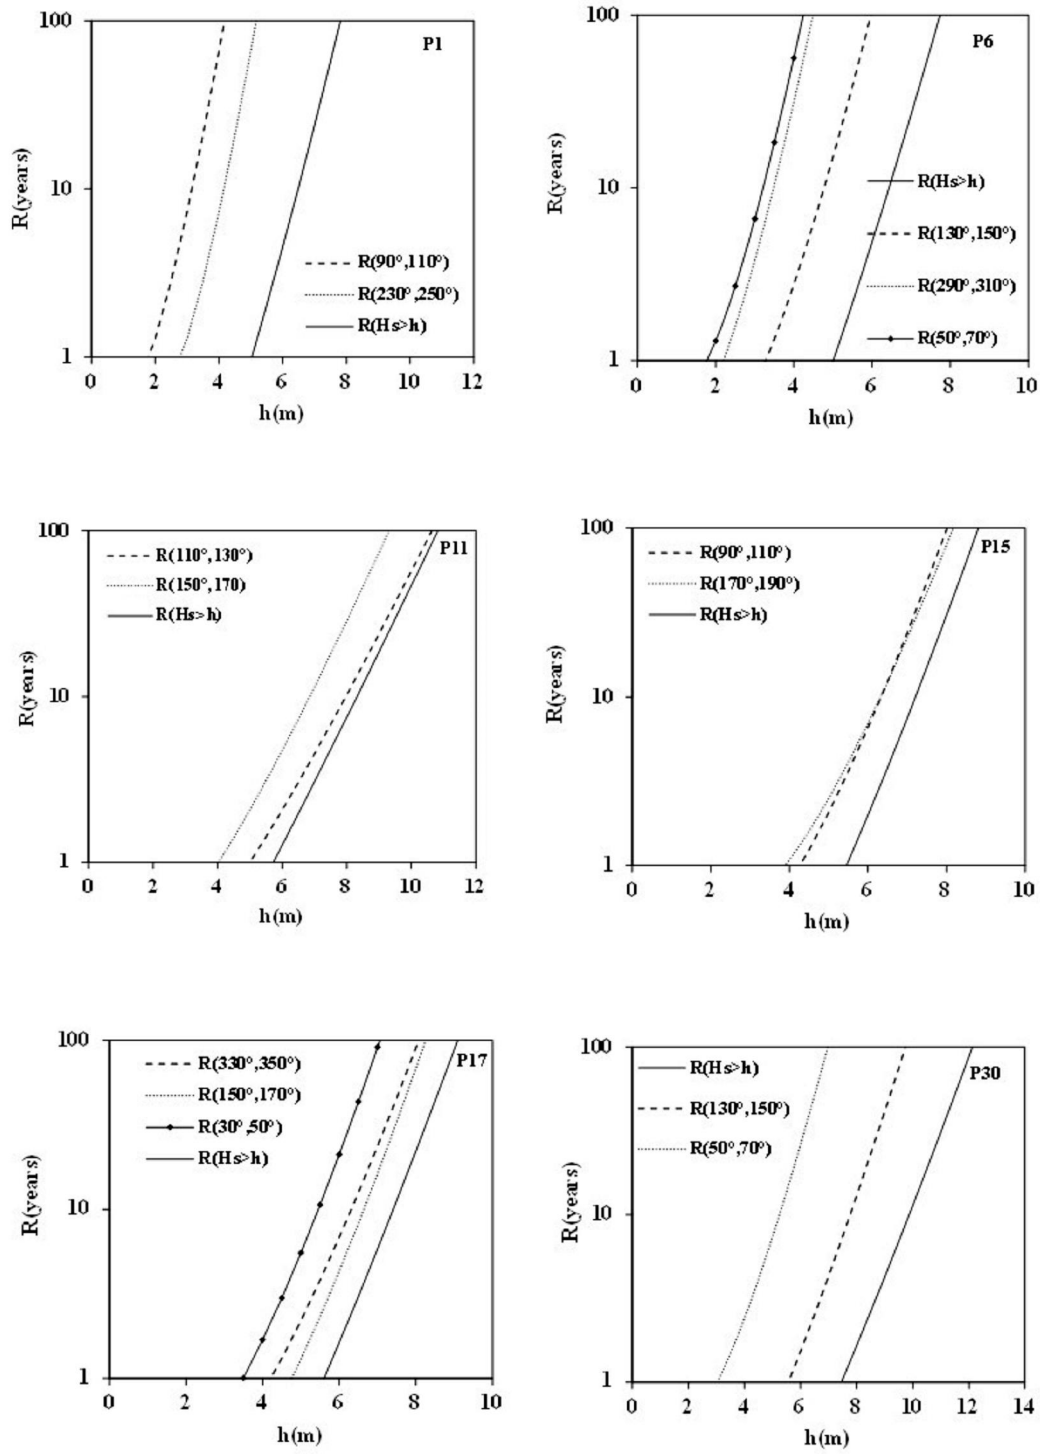 100
10
1
R(years)
P1
R(90°,110°)
R(230°,250°)
R(Hs>h)
0 2 4 6 8 10 12
h(m)
100
10
1
R(years)
P6
R(Hs>h)
R(130°,150°)
R(290°,310°)
R(50°,70°)
0 2 4 6 8 10
h(m)
100
10
1
R(years)
P11
R(110°,130°)
R(150°,170)
R(Hs>h)
0 2 4 6 8 10 12
h(m)
100
10
1
R(years)
P15
R(90°,110°)
R(170°,190°)
R(Hs>h)
0 2 4 6 8 10
h(m)
100
10
1
R(years)
P17
R(330°,350°)
R(150°,170°)
R(30°,50°)
R(Hs>h)
0 2 4 6 8 10
h(m)
100
10
1
R(years)
P30
R(Hs>h)
R(130°,150°)
R(50°,70°)
0 2 4 6 8 10 12 14
h(m)